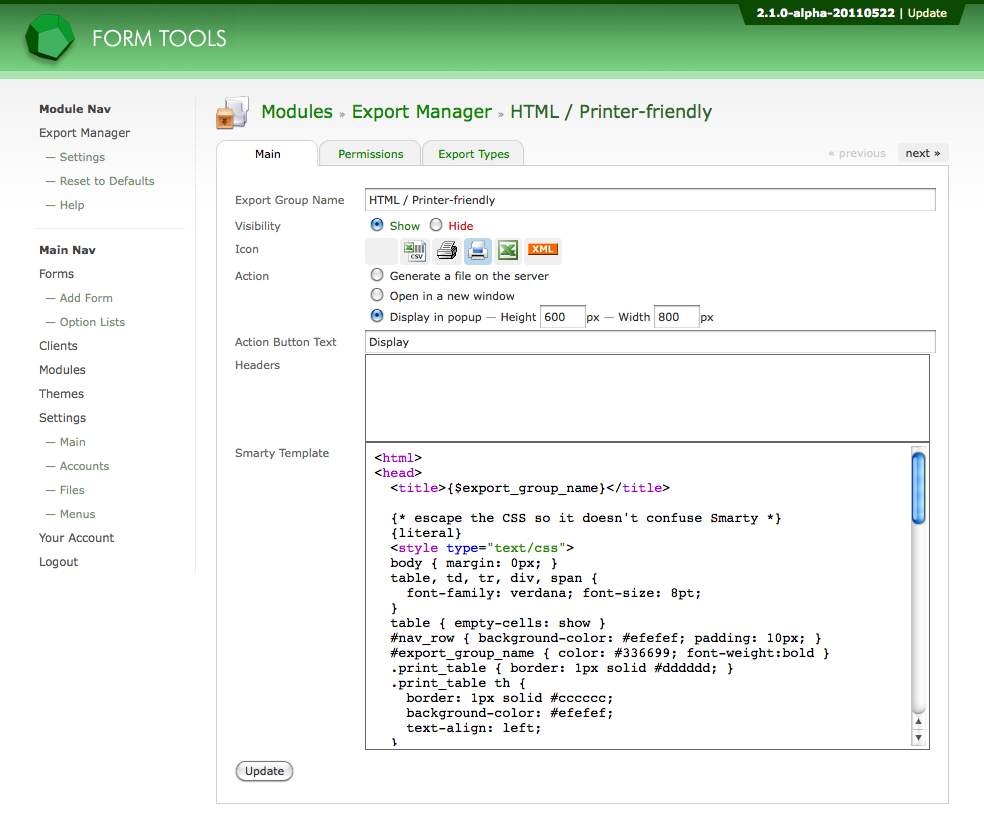 2.1.0-alpha-20110522 | Update
FORM TOOLS
Module Nav
Export Manager
— Settings
— Reset to Defaults
— Help
Main Nav
Forms
— Add Form
— Option Lists
Clients
Modules
Themes
Settings
— Main
— Accounts
— Files
— Menus
Your Account
Logout
Modules » Export Manager » HTML / Printer-friendly
Main Permissions Export Types « previous next »
Export Group Name HTML / Printer-friendly
Visibility Show Hide
Icon CSV XML
Action Generate a file on the server
Open in a new window
Display in popup — Height 600 px — Width 800 px
Action Button Text Display
Headers
Smarty Template
<html>
<head>
  <title>{$export_group_name}</title>
  {* escape the CSS so it doesn't confuse Smarty *}
  {literal}
  <style type="text/css">
  body { margin: 0px; }
  table, td, tr, div, span {
    font-family: verdana; font-size: 8pt;
  }
  table { empty-cells: show }
  #nav_row { background-color: #efefef; padding: 10px; }
  #export_group_name { color: #336699; font-weight:bold }
  .print_table { border: 1px solid #dddddd; }
  .print_table th {
    border: 1px solid #cccccc;
    background-color: #efefef;
    text-align: left;
  }
Update